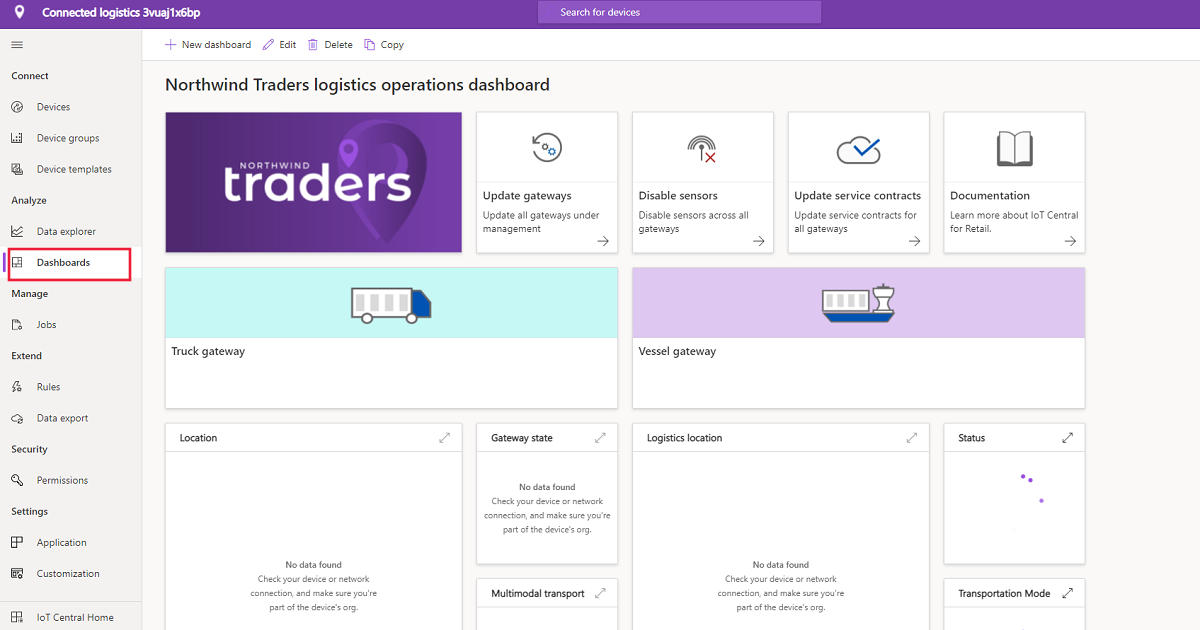 Connected logistics 3vuaj1x6bp
Search for devices
New dashboard
Edit
Delete
Copy
Connect
Devices
Device groups
Device templates
Analyze
Data explorer
Dashboards
Manage
Jobs
Extend
Rules
Data export
Security
Permissions
Settings
Application
Customization
IoT Central Home
Northwind Traders logistics operations dashboard
NORTHWIND
traders
Update gateways
Update all gateways under
management
Disable sensors
Disable sensors across all
gateways
Update service contracts
Update service contracts for
all gateways
Documentation
Learn more about IoT Central
for Retail.
Truck gateway
Vessel gateway
Location
No data found
Check your device or network
connection, and make sure you're
part of the device's org.
Gateway state
No data found
Check your device or network
connection, and make sure you're
part of the device's org.
Multimodal transport
Logistics location
No data found
Check your device or network
connection, and make sure you're
part of the device's org.
Status
Transportation Mode